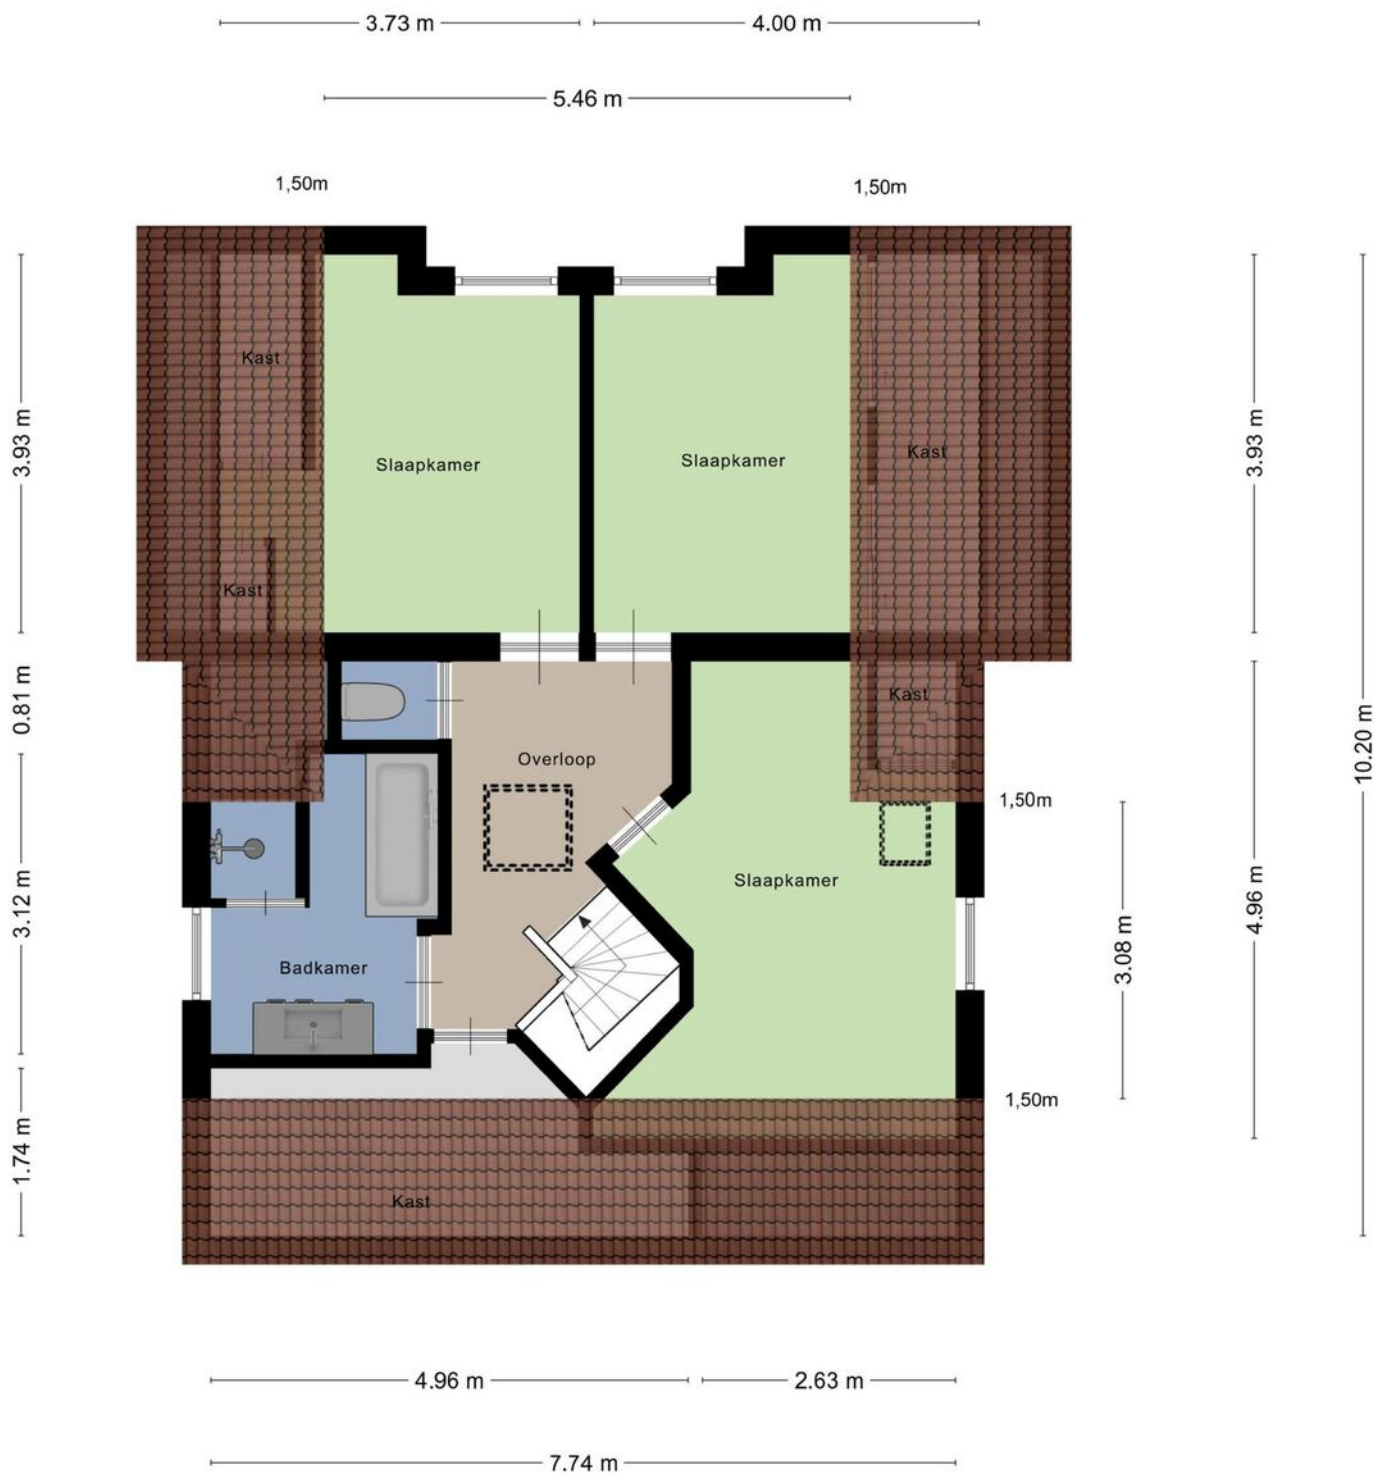 3.73 m
4.00 m
5.46 m
1,50m
1,50m
Kast
Slaapkamer
Slaapkamer
Kast
Kast
3.93 m
3.93 m
0.81 m
10.20 m
Kast
Overloop
1,50m
Slaapkamer
3.12 m
4.96 m
3.08 m
Badkamer
1,50m
1.74 m
Kast
4.96 m
2.63 m
7.74 m